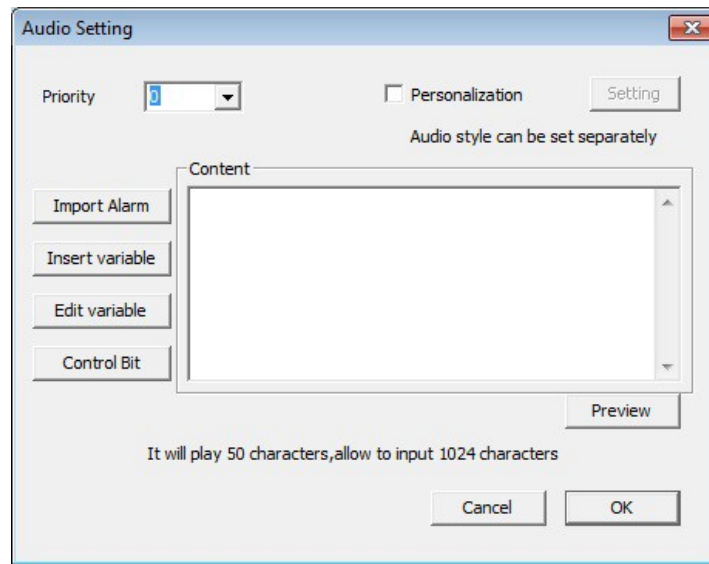 Audio Setting
Priority 0 Personalization Setting
Audio style can be set separately
Content
Import Alarm
Insert variable
Edit variable
Control Bit
Preview
It will play 50 characters,allow to input 1024 characters
Cancel OK